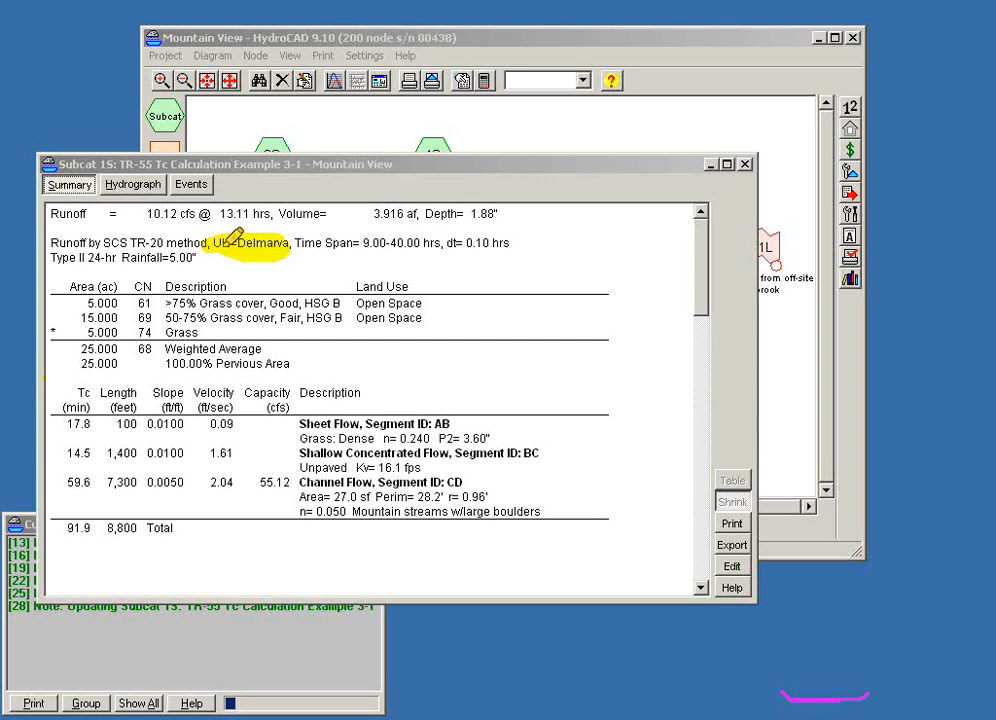 Mountain View - HydroCAD 9.10 (200 node s/n 00438)
Project Diagram Node View Print Settings Help
Subcat
12
$
A
1L
from off-site
brook
Subcat 1S: TR-55 Tc Calculation Example 3-1 - Mountain View
Summary Hydrograph Events
Runoff = 10.12 cfs @ 13.11 hrs, Volume= 3.916 af, Depth= 1.88"
Runoff by SCS TR-20 method, UH=Delmarva, Time Span= 9.00-40.00 hrs, dt= 0.10 hrs
Type II 24-hr Rainfall=5.00"
Area (ac) CN Description Land Use
5.000 61 >75% Grass cover, Good, HSG B Open Space
15.000 69 50-75% Grass cover, Fair, HSG B Open Space
* 5.000 74 Grass
25.000 68 Weighted Average
25.000 100.00% Pervious Area
Tc Length Slope Velocity Capacity Description
(min) (feet) (ft/ft) (ft/sec) (cfs)
17.8 100 0.0100 0.09 Sheet Flow, Segment ID: AB
Grass: Dense n= 0.240 P2= 3.60"
14.5 1,400 0.0100 1.61 Shallow Concentrated Flow, Segment ID: BC
Unpaved Kv= 16.1 fps
59.6 7,300 0.0050 2.04 55.12 Channel Flow, Segment ID: CD
Area= 27.0 sf Perim= 28.2' r= 0.96'
n= 0.050 Mountain streams w/large boulders
91.9 8,800 Total
Table
Shrink
Print
Export
Edit
Help
[13]
[16]
[19]
[22]
[25]
[28] Note: Updating Subcat 1S: TR-55 Tc Calculation Example 3-1
Print Group Show All Help